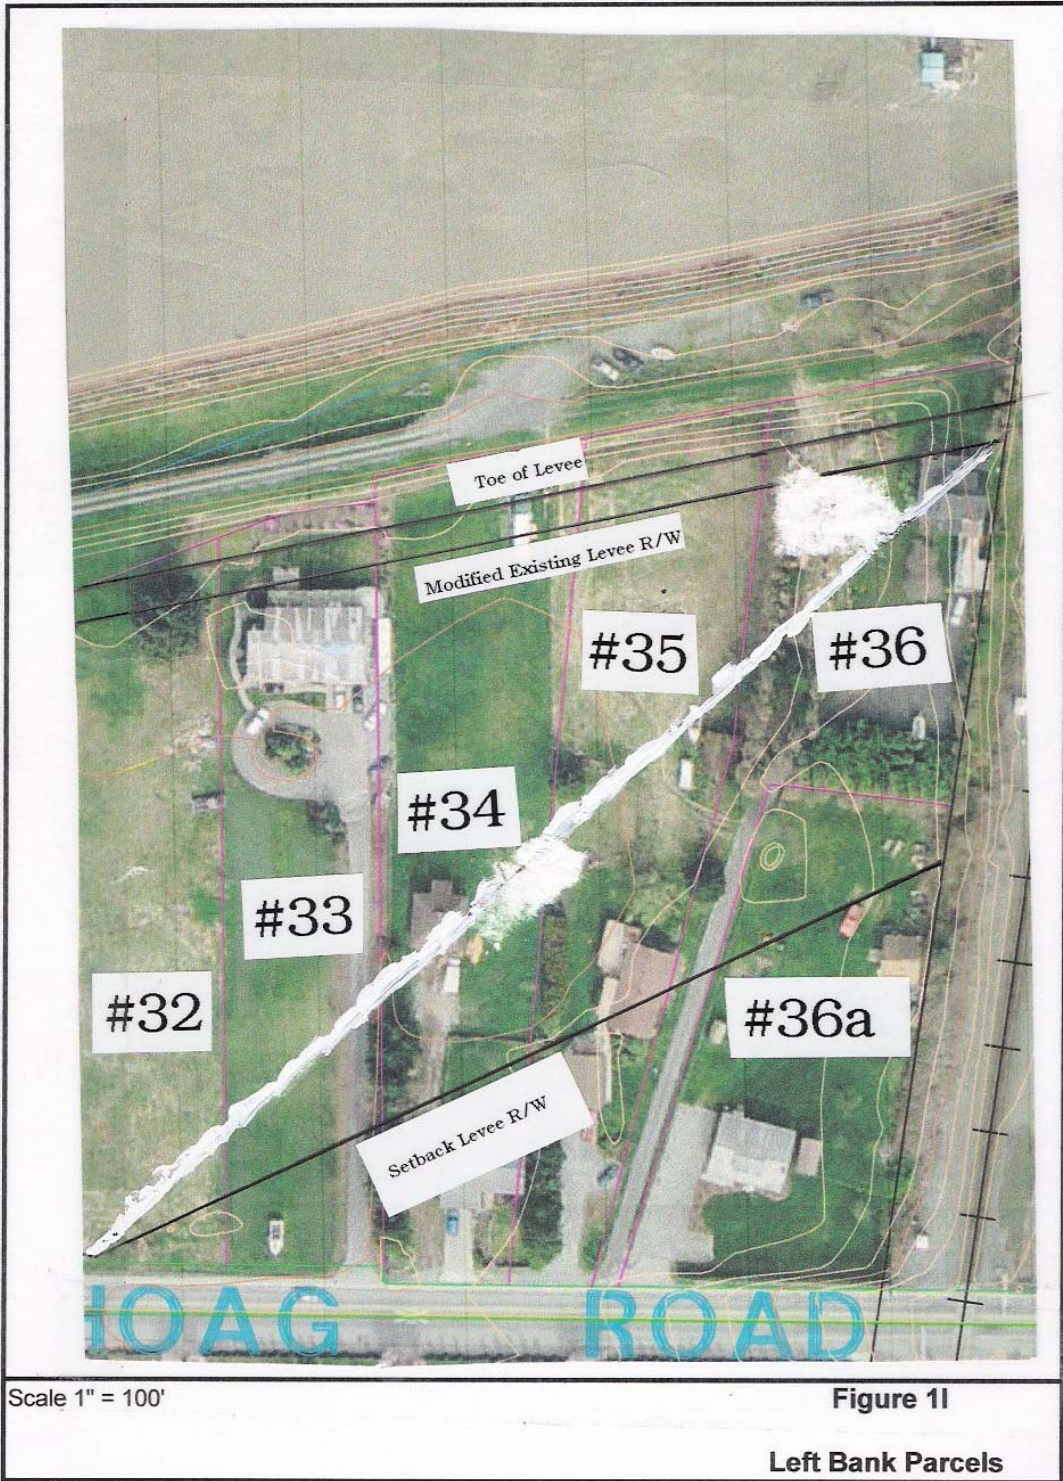 Toe of Levee
Modified Existing Levee R/W
#35
#36
#34
#33
#32
#36a
Setback Levee R/W
HOAG ROAD
Scale 1" = 100'
Figure 1I
Left Bank Parcels